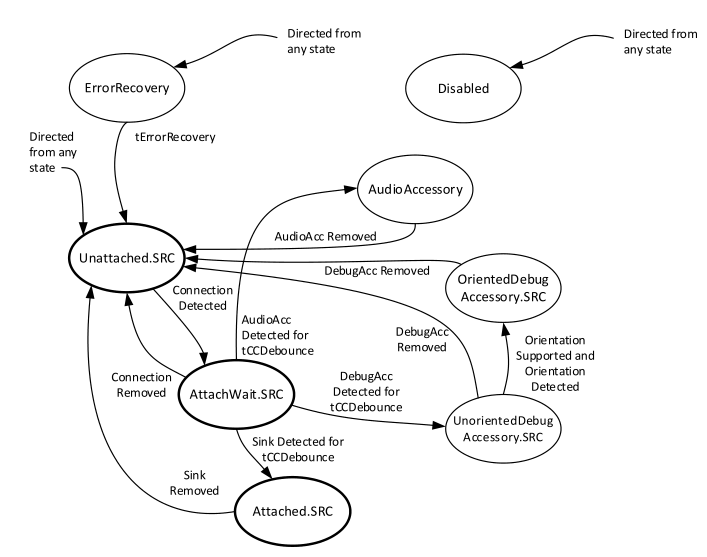 Directed from
any state
Directed from
any state
ErrorRecovery
Disabled
Directed
from any
state
tErrorRecovery
AudioAccessory
AudioAcc Removed
Unattached.SRC
DebugAcc Removed
OrientedDebug
Accessory.SRC
Connection
Detected
AudioAcc
Detected for
tCCDebounce
DebugAcc
Removed
Orientation
Supported and
Orientation
Detected
Connection
Removed
AttachWait.SRC
DebugAcc
Detected for
tCCDebounce
UnorientedDebug
Accessory.SRC
Sink Detected for
tCCDebounce
Sink
Removed
Attached.SRC